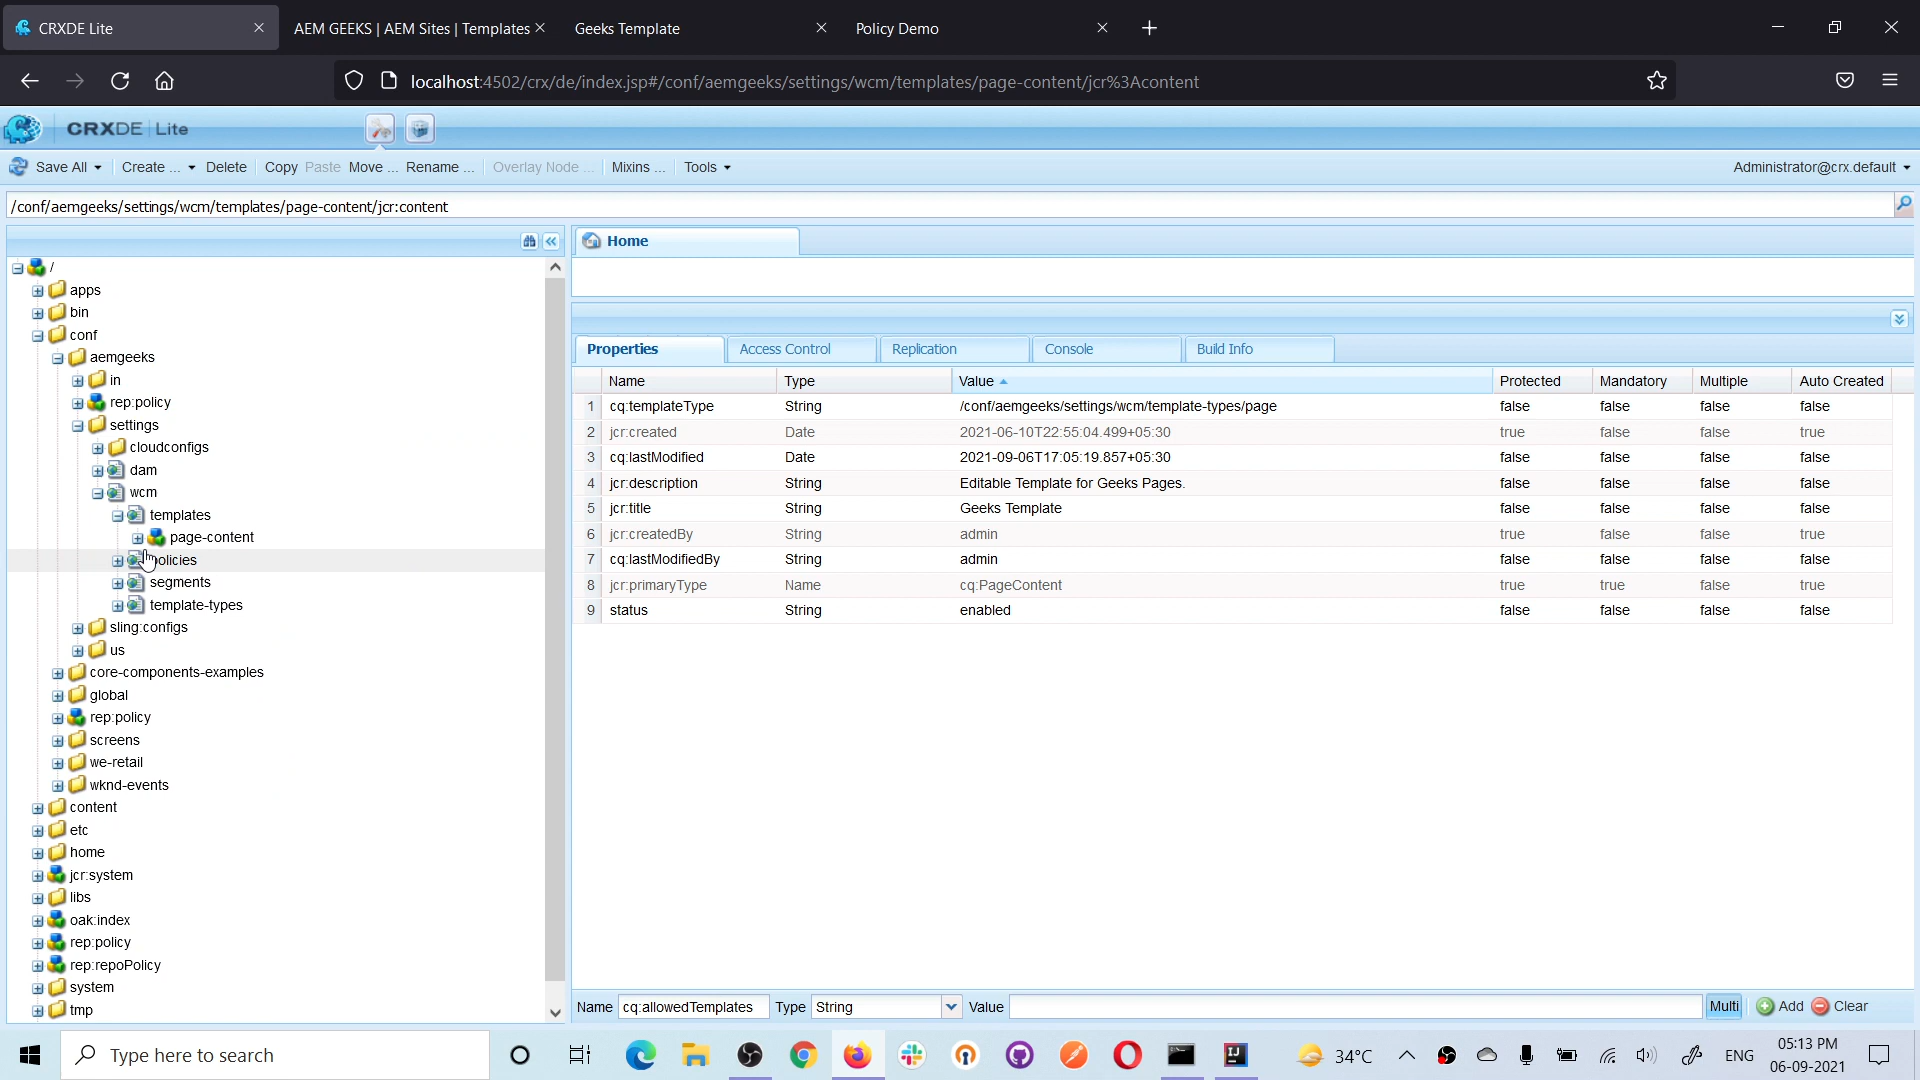 CRXDE Lite
AEM GEEKS | AEM Sites | Templates
Geeks Template
Policy Demo
localhost:4502/crx/de/index.jsp#/conf/aemgeeks/settings/wcm/templates/page-content/jcr%3Acontent
CRXDE | Lite
Save All Create ... Delete Copy Paste Move ... Rename ... Overlay Node ... Mixins ... Tools
Administrator@crx.default
/conf/aemgeeks/settings/wcm/templates/page-content/jcr:content
/
apps
bin
conf
aemgeeks
in
rep:policy
settings
cloudconfigs
dam
wcm
templates
page-content
policies
segments
template-types
sling:configs
us
core-components-examples
global
rep:policy
screens
we-retail
wknd-events
content
etc
home
jcr:system
libs
oak:index
rep:policy
rep:repoPolicy
system
tmp
Home
Properties Access Control Replication Console Build Info
Name Type Value Protected Mandatory Multiple Auto Created
1 cq:templateType String /conf/aemgeeks/settings/wcm/template-types/page false false false false
2 jcr:created Date 2021-06-10T22:55:04.499+05:30 true false false true
3 cq:lastModified Date 2021-09-06T17:05:19.857+05:30 false false false false
4 jcr:description String Editable Template for Geeks Pages. false false false false
5 jcr:title String Geeks Template false false false false
6 jcr:createdBy String admin true false false true
7 cq:lastModifiedBy String admin false false false false
8 jcr:primaryType Name cq:PageContent true true false true
9 status String enabled false false false false
Name cq:allowedTemplates Type String Value Multi Add Clear
Type here to search
34°C
ENG
05:13 PM
06-09-2021